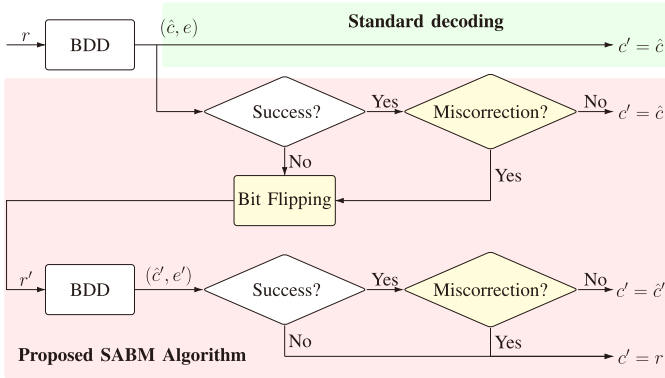 Standard decoding
r
BDD
(ĉ, e)
c′ = ĉ
Success?
Yes
Miscorrection?
No
c′ = ĉ
No
Yes
Bit Flipping
r′
BDD
(ĉ′, e′)
Success?
Yes
Miscorrection?
No
c′ = ĉ′
No
Yes
c′ = r
Proposed SABM Algorithm